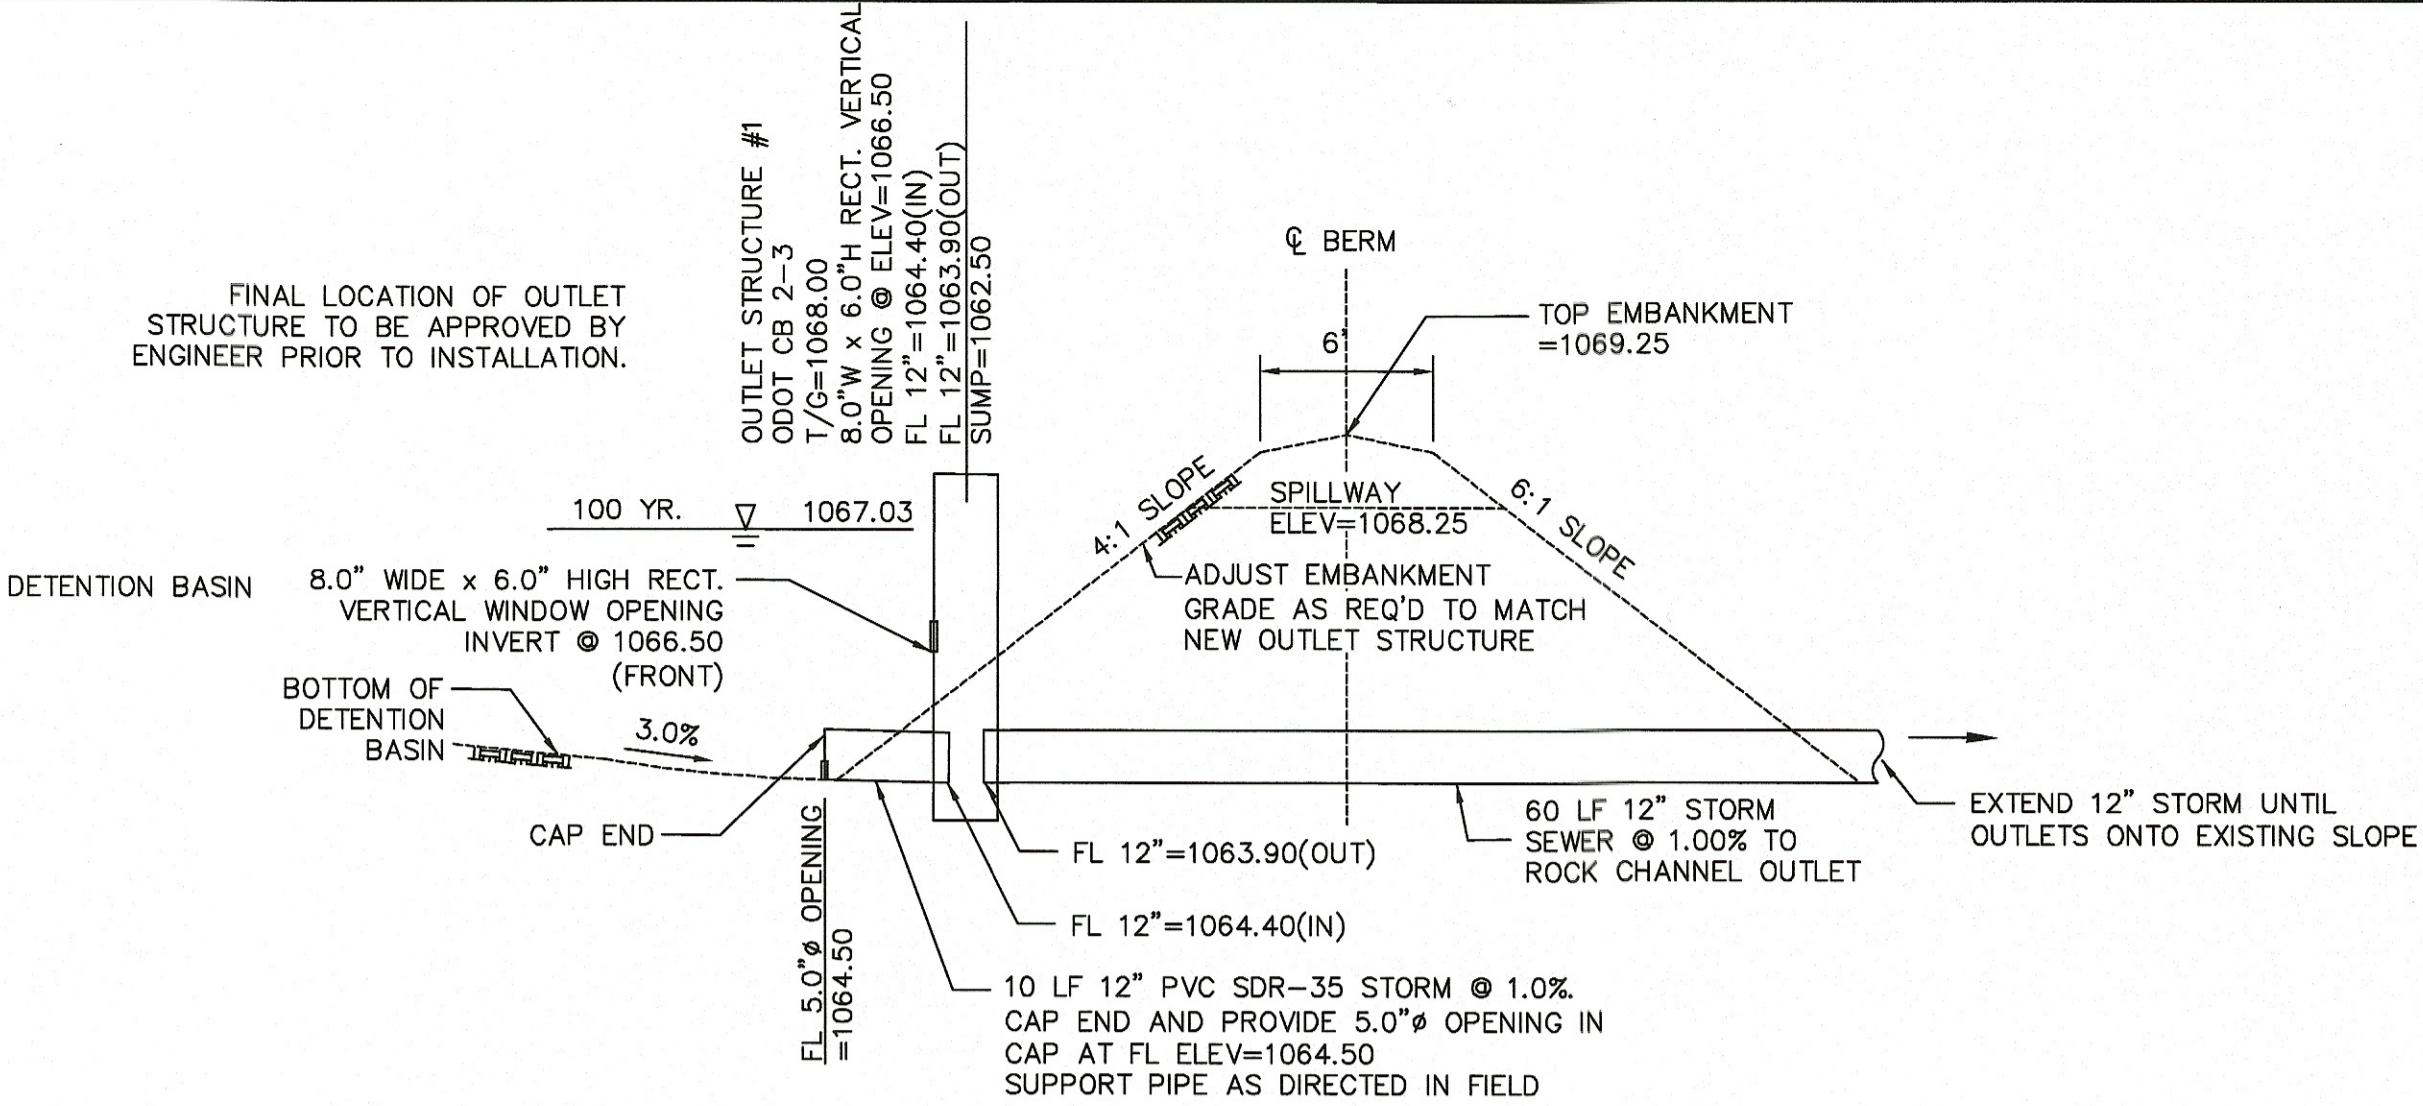 OUTLET STRUCTURE #1
ODOT CB 2-3
T/G=1068.00
8.0"W x 6.0"H RECT. VERTICAL
OPENING @ ELEV=1066.50
FL 12"=1064.40(IN)
FL 12"=1063.90(OUT)
SUMP=1062.50
FINAL LOCATION OF OUTLET
STRUCTURE TO BE APPROVED BY
ENGINEER PRIOR TO INSTALLATION.
℄ BERM
TOP EMBANKMENT
=1069.25
6'
100 YR. 1067.03
4:1 SLOPE
SPILLWAY
ELEV=1068.25
6:1 SLOPE
DETENTION BASIN
8.0" WIDE x 6.0" HIGH RECT.
VERTICAL WINDOW OPENING
INVERT @ 1066.50
(FRONT)
ADJUST EMBANKMENT
GRADE AS REQ'D TO MATCH
NEW OUTLET STRUCTURE
BOTTOM OF
DETENTION
BASIN
3.0%
CAP END
FL 5.0"ø OPENING
=1064.50
FL 12"=1063.90(OUT)
FL 12"=1064.40(IN)
60 LF 12" STORM
SEWER @ 1.00% TO
ROCK CHANNEL OUTLET
EXTEND 12" STORM UNTIL
OUTLETS ONTO EXISTING SLOPE
10 LF 12" PVC SDR-35 STORM @ 1.0%.
CAP END AND PROVIDE 5.0"ø OPENING IN
CAP AT FL ELEV=1064.50
SUPPORT PIPE AS DIRECTED IN FIELD